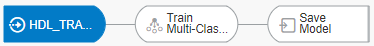 HDL_TRA...
Train
Multi-Clas...
Save
Model